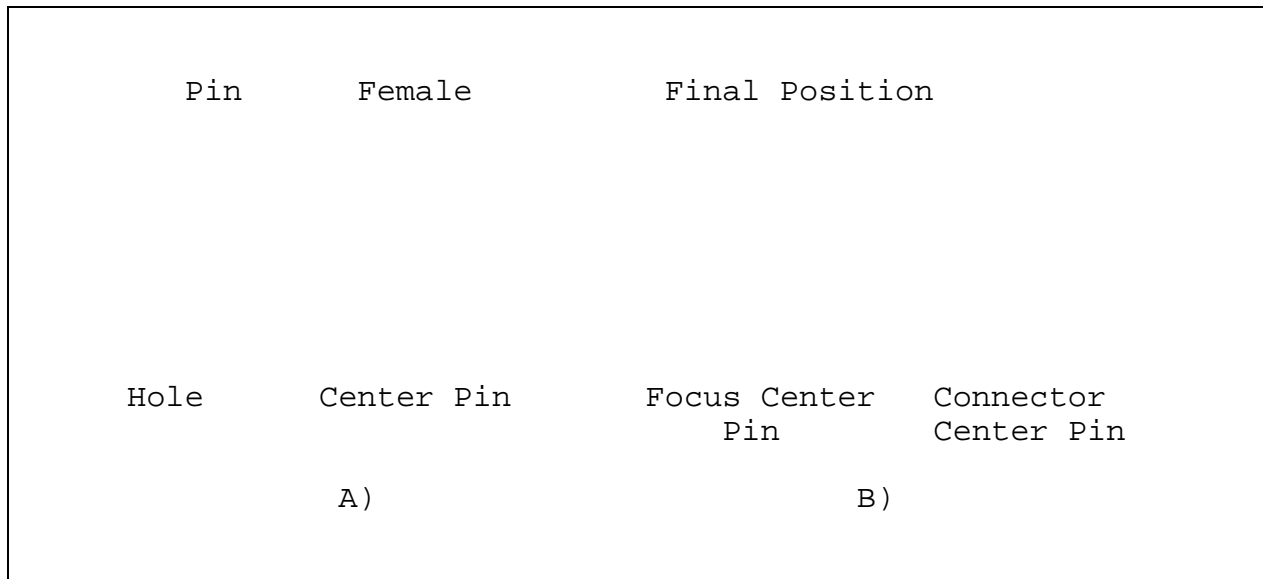 Pin Female Final Position
Hole Center Pin Focus Center Connector
Pin Center Pin
A) B)